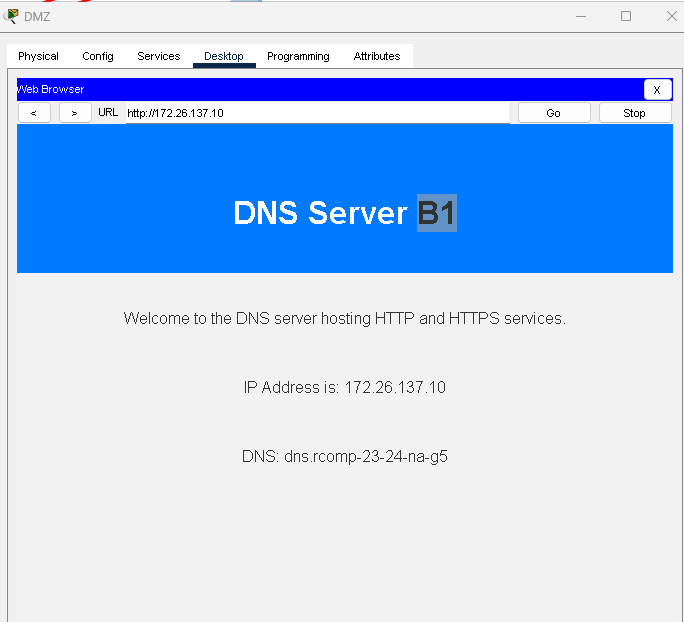 DMZ
Physical Config Services Desktop Programming Attributes
Web Browser X
< > URL http://172.26.137.10 Go Stop
DNS Server B1
Welcome to the DNS server hosting HTTP and HTTPS services.
IP Address is: 172.26.137.10
DNS: dns.rcomp-23-24-na-g5